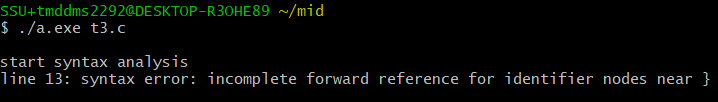 SSU+tmddms2292@DESKTOP-R3OHE89 ~/mid
$ ./a.exe t3.c
start syntax analysis
line 13: syntax error: incomplete forward reference for identifier nodes near }